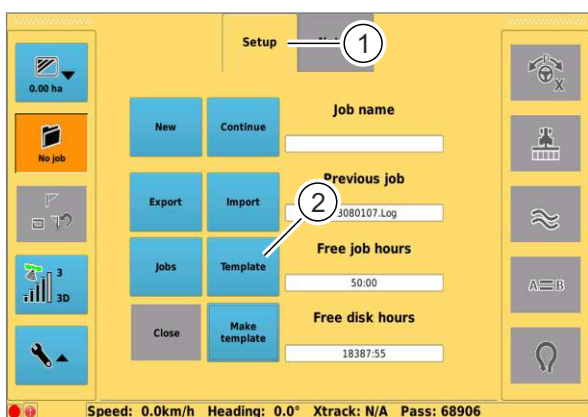 Setup
1
0.00 ha
Job name
New
Continue
No job
Previous job
Export
Import
2
3080107.Log
Free job hours
Jobs
Template
50:00
3
3D
A=B
X
Free disk hours
Close
Make
template
18387:55
Speed: 0.0km/h Heading: 0.0° Xtrack: N/A Pass: 68906